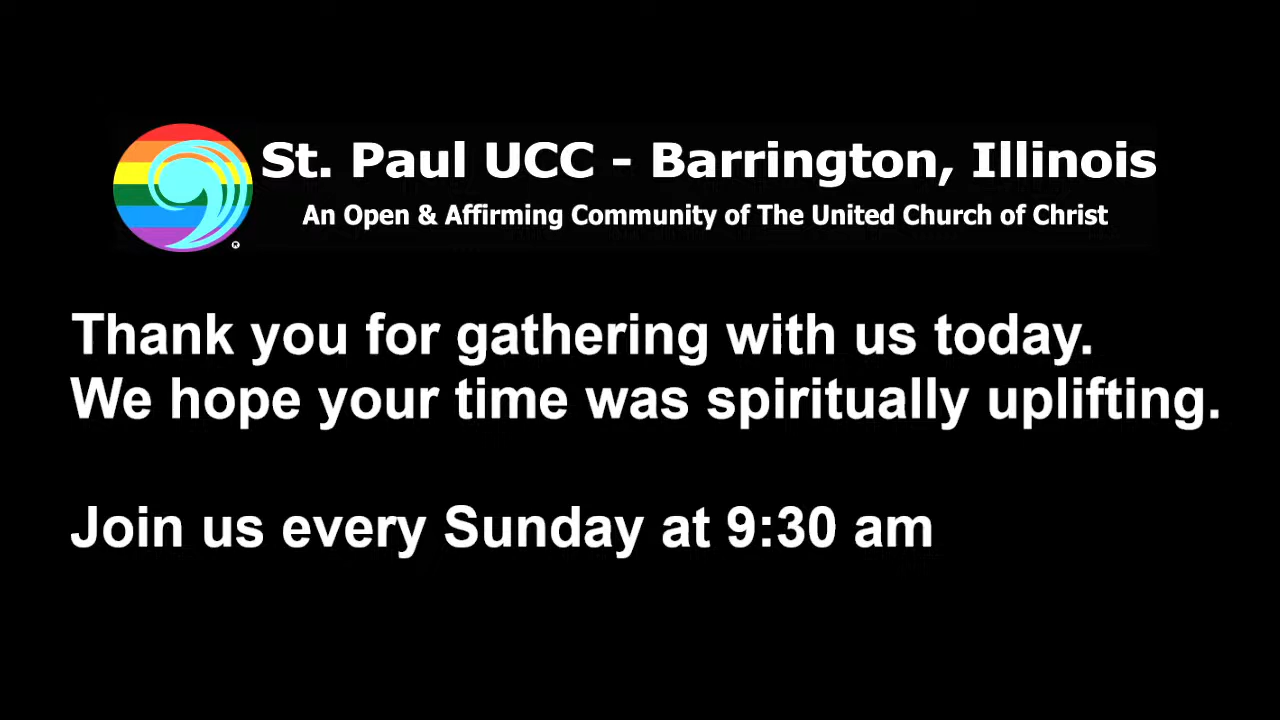 St. Paul UCC - Barrington, Illinois
An Open & Affirming Community of The United Church of Christ
®
Thank you for gathering with us today.
We hope your time was spiritually uplifting.
Join us every Sunday at 9:30 am